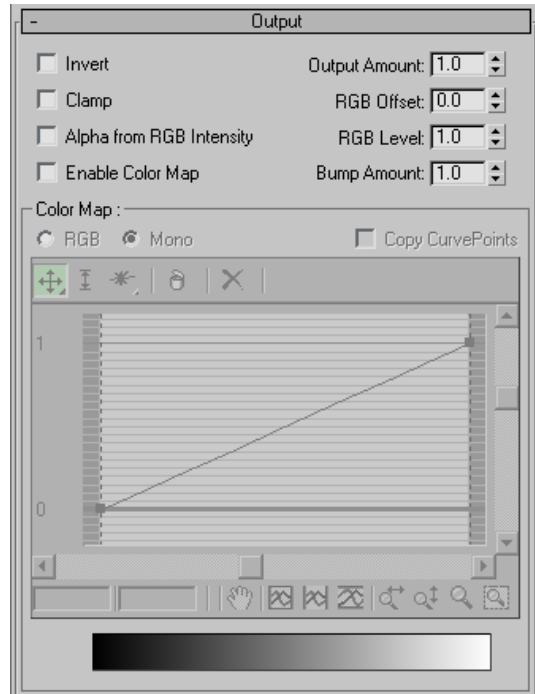 - Output
Invert Output Amount: 1.0
Clamp RGB Offset: 0.0
Alpha from RGB Intensity RGB Level: 1.0
Enable Color Map Bump Amount: 1.0
Color Map :
RGB Mono Copy CurvePoints
1
0